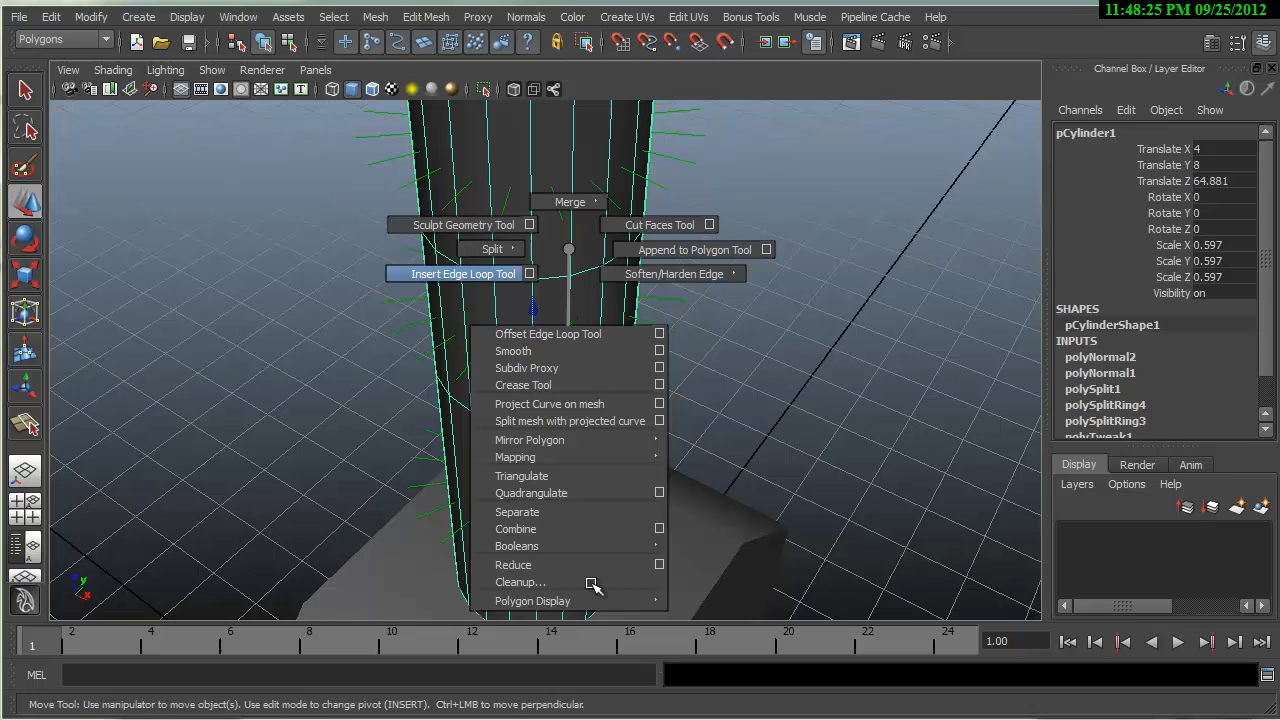 File Edit Modify Create Display Window Assets Select Mesh Edit Mesh Proxy Normals Color Create UVs Edit UVs Bonus Tools Muscle Pipeline Cache Help
11:48:25 PM 09/25/2012
Polygons
View Shading Lighting Show Renderer Panels
Channel Box / Layer Editor
Channels Edit Object Show
pCylinder1
Translate X 4
Translate Y 8
Translate Z 64.881
Rotate X 0
Rotate Y 0
Rotate Z 0
Scale X 0.597
Scale Y 0.597
Scale Z 0.597
Visibility on
SHAPES
pCylinderShape1
INPUTS
polyNormal2
polyNormal1
polySplit1
polySplitRing4
polySplitRing3
polyTweak1
Merge
Sculpt Geometry Tool
Cut Faces Tool
Split
Append to Polygon Tool
Insert Edge Loop Tool
Soften/Harden Edge
Offset Edge Loop Tool
Smooth
Subdiv Proxy
Crease Tool
Project Curve on mesh
Split mesh with projected curve
Mirror Polygon
Mapping
Triangulate
Quadrangulate
Separate
Combine
Booleans
Reduce
Cleanup...
Polygon Display
Display Render Anim
Layers Options Help
y
x
1 2 4 6 8 10 12 14 16 18 20 22 24
1.00
MEL
Move Tool: Use manipulator to move object(s). Use edit mode to change pivot (INSERT). Ctrl+LMB to move perpendicular.